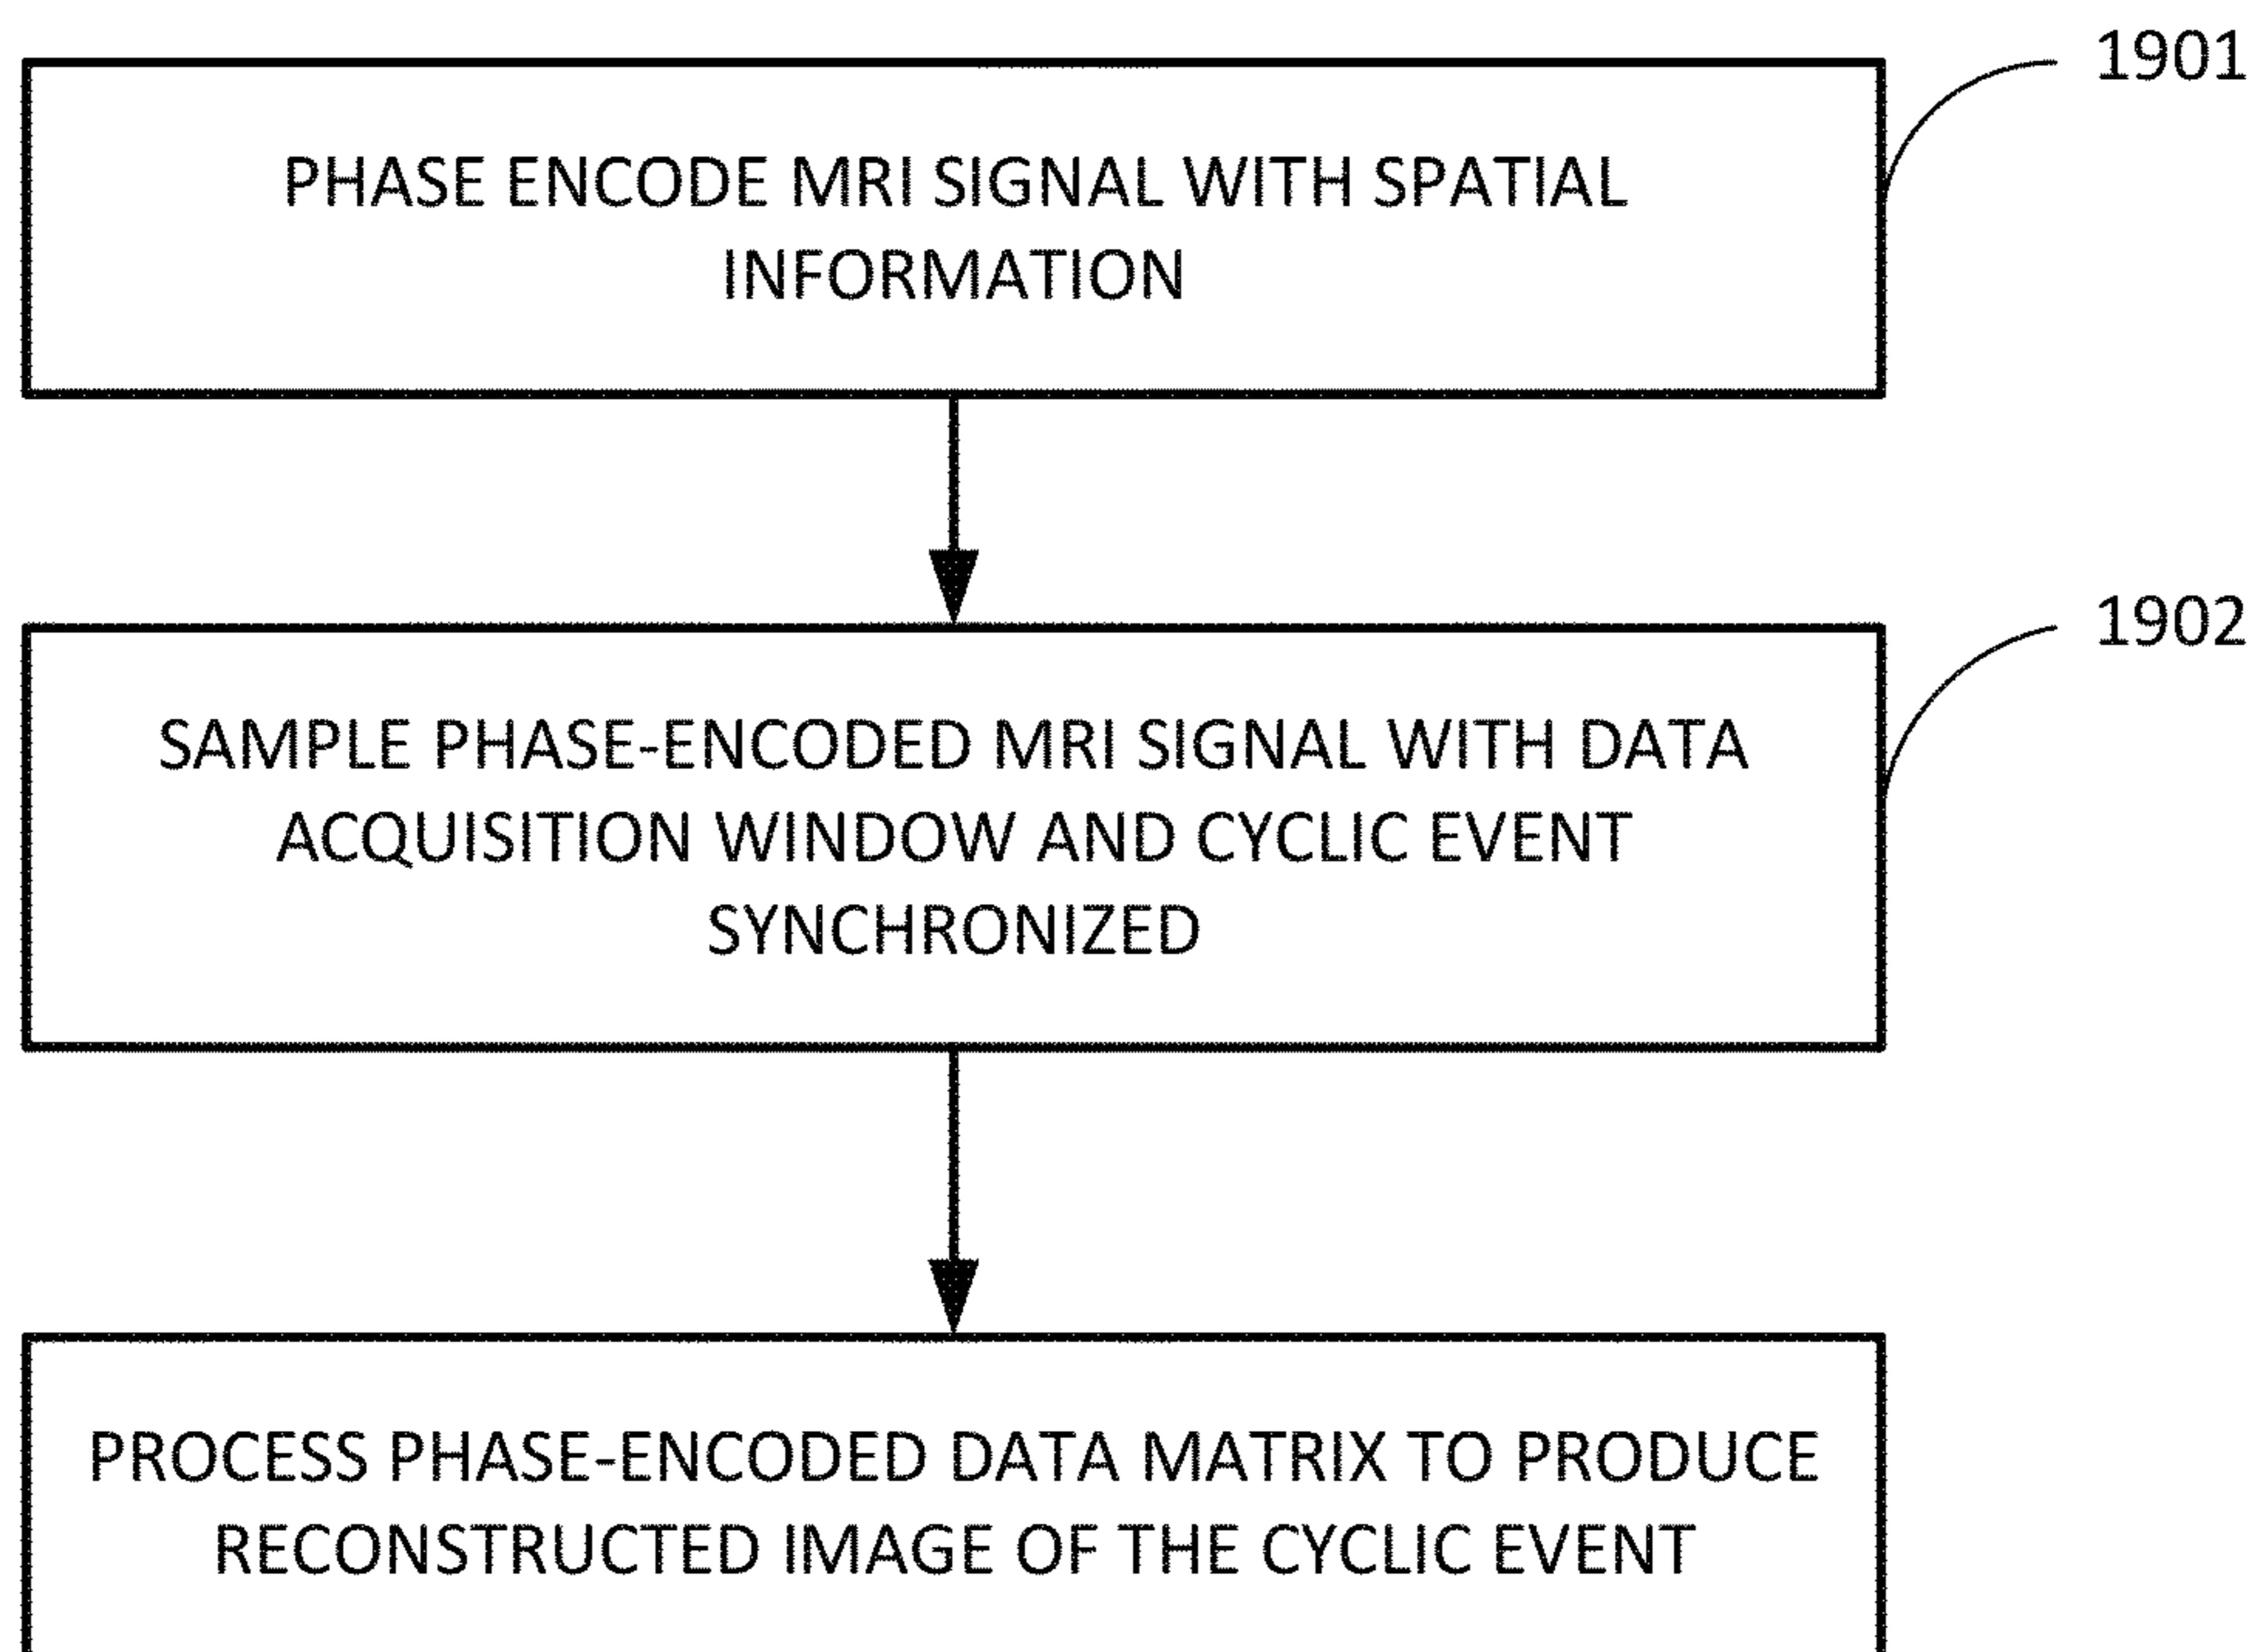 1901
PHASE ENCODE MRI SIGNAL WITH SPATIAL
INFORMATION
1902
SAMPLE PHASE-ENCODED MRI SIGNAL WITH DATA
ACQUISITION WINDOW AND CYCLIC EVENT
SYNCHRONIZED
PROCESS PHASE-ENCODED DATA MATRIX TO PRODUCE
RECONSTRUCTED IMAGE OF THE CYCLIC EVENT